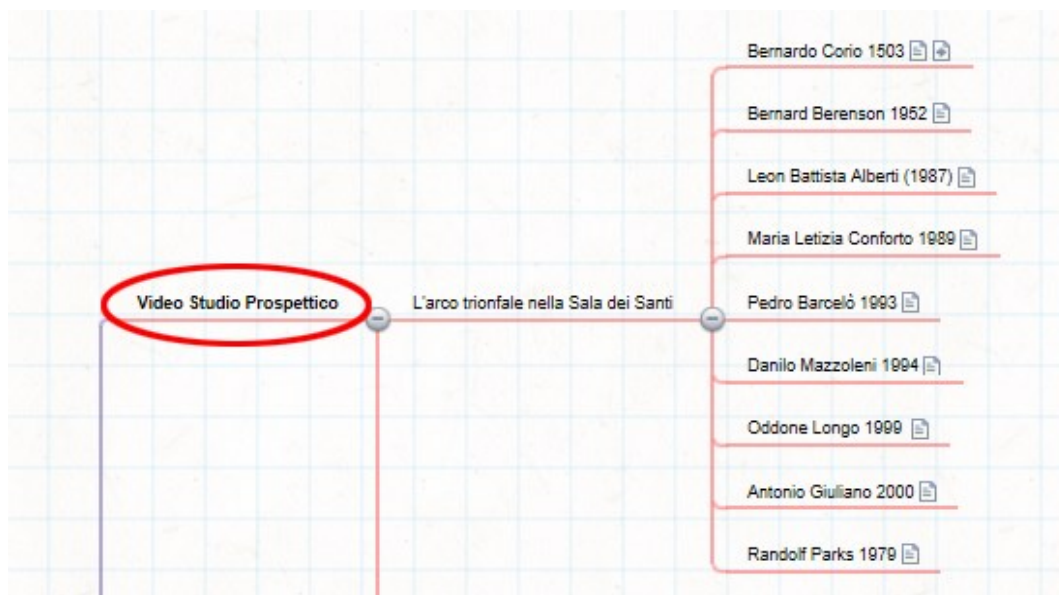 Bernardo Corio 1503
Bernard Berenson 1952
Leon Battista Alberti (1987)
Maria Letizia Conforto 1989
Video Studio Prospettico
L'arco trionfale nella Sala dei Santi
Pedro Barcelò 1993
Danilo Mazzoleni 1994
Oddone Longo 1999
Antonio Giuliano 2000
Randolf Parks 1979